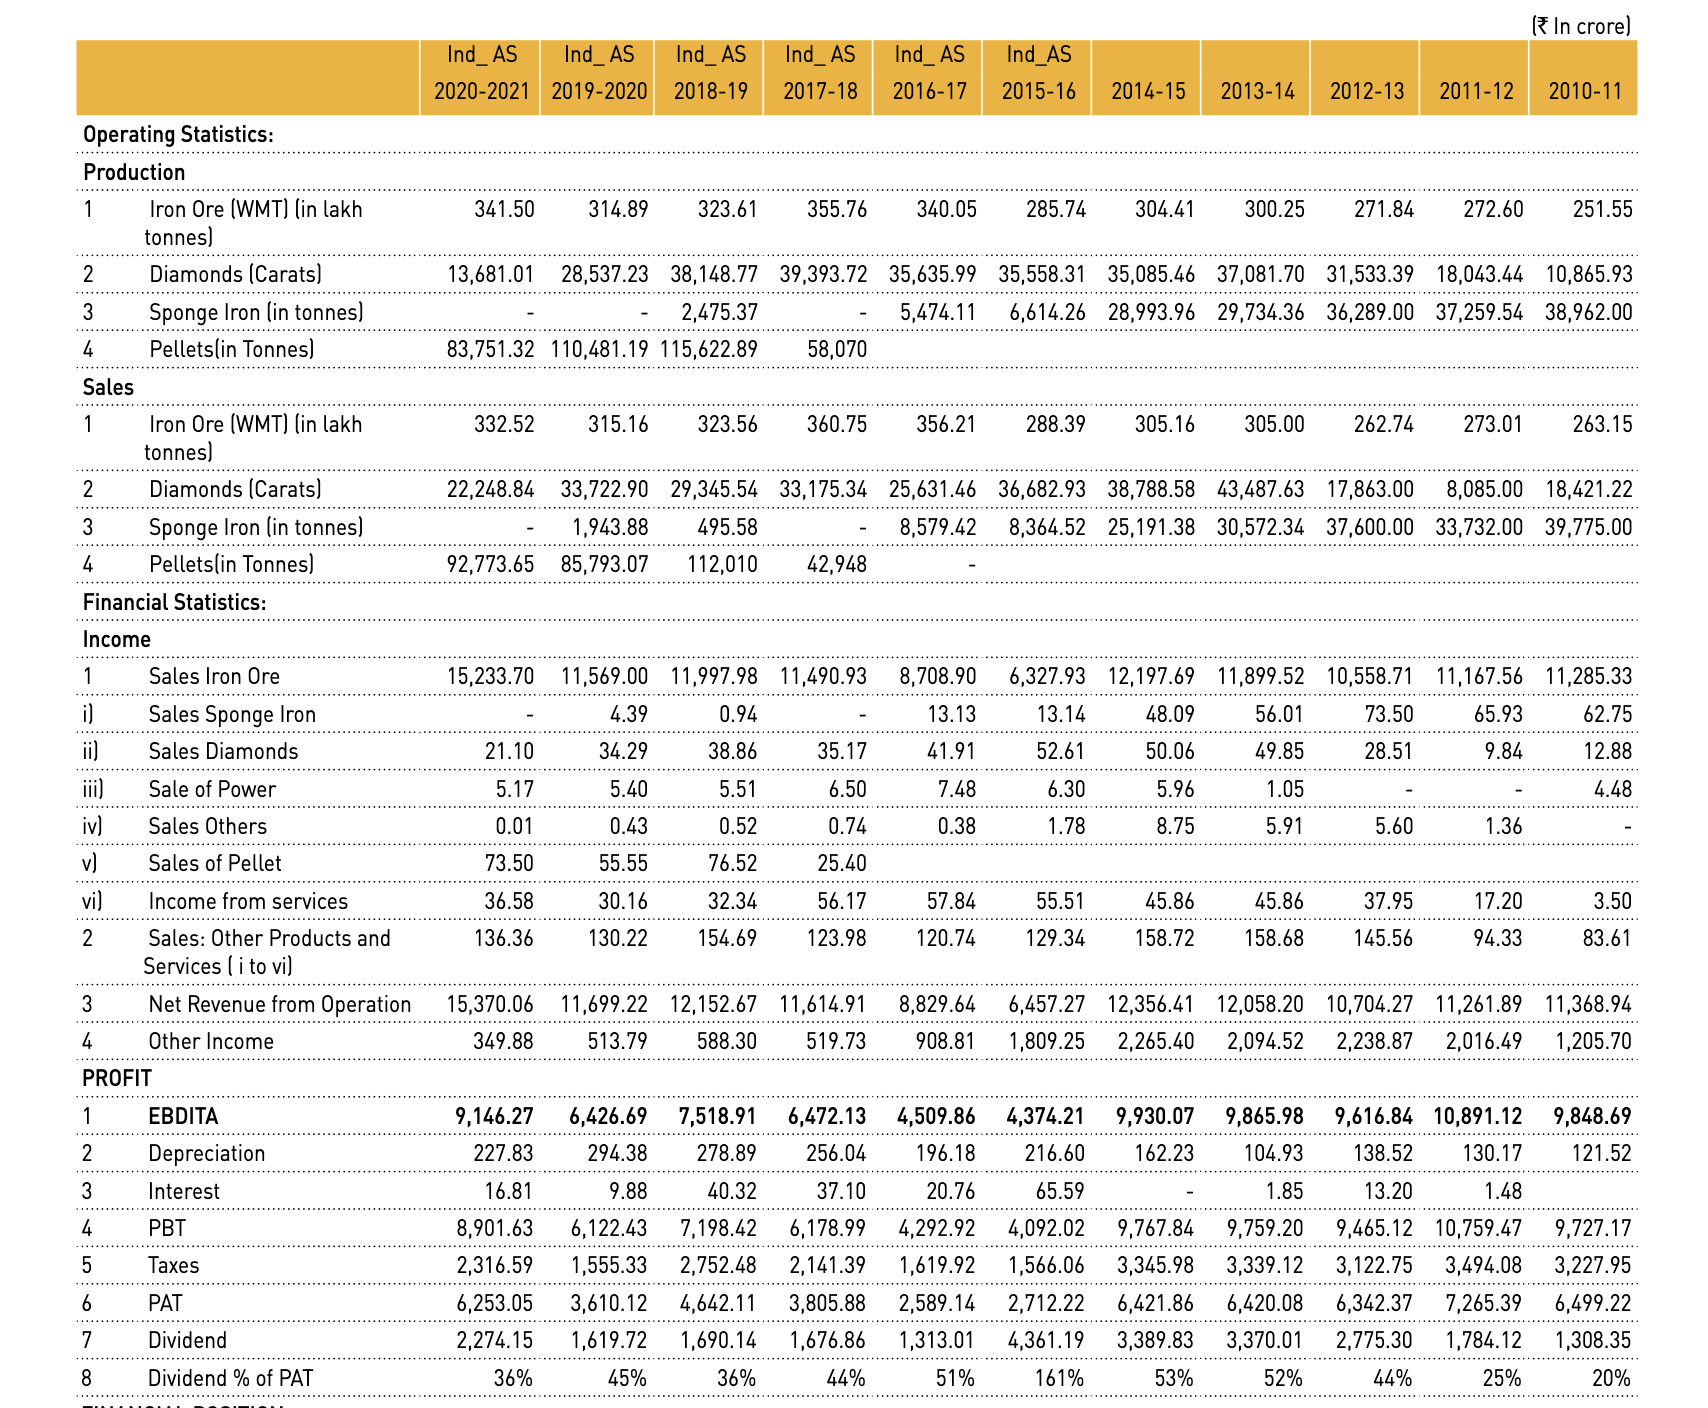 (₹ In crore)
Ind_ AS Ind_ AS Ind_ AS Ind_ AS Ind_ AS Ind_AS
2020-2021 2019-2020 2018-19 2017-18 2016-17 2015-16 2014-15 2013-14 2012-13 2011-12 2010-11
Operating Statistics:
Production
1 Iron Ore (WMT) (in lakh 341.50 314.89 323.61 355.76 340.05 285.74 304.41 300.25 271.84 272.60 251.55
tonnes)
2 Diamonds (Carats) 13,681.01 28,537.23 38,148.77 39,393.72 35,635.99 35,558.31 35,085.46 37,081.70 31,533.39 18,043.44 10,865.93
3 Sponge Iron (in tonnes) - - 2,475.37 - 5,474.11 6,614.26 28,993.96 29,734.36 36,289.00 37,259.54 38,962.00
4 Pellets(in Tonnes) 83,751.32 110,481.19 115,622.89 58,070
Sales
1 Iron Ore (WMT) (in lakh 332.52 315.16 323.56 360.75 356.21 288.39 305.16 305.00 262.74 273.01 263.15
tonnes)
2 Diamonds (Carats) 22,248.84 33,722.90 29,345.54 33,175.34 25,631.46 36,682.93 38,788.58 43,487.63 17,863.00 8,085.00 18,421.22
3 Sponge Iron (in tonnes) - 1,943.88 495.58 - 8,579.42 8,364.52 25,191.38 30,572.34 37,600.00 33,732.00 39,775.00
4 Pellets(in Tonnes) 92,773.65 85,793.07 112,010 42,948 -
Financial Statistics:
Income
1 Sales Iron Ore 15,233.70 11,569.00 11,997.98 11,490.93 8,708.90 6,327.93 12,197.69 11,899.52 10,558.71 11,167.56 11,285.33
i) Sales Sponge Iron - 4.39 0.94 - 13.13 13.14 48.09 56.01 73.50 65.93 62.75
ii) Sales Diamonds 21.10 34.29 38.86 35.17 41.91 52.61 50.06 49.85 28.51 9.84 12.88
iii) Sale of Power 5.17 5.40 5.51 6.50 7.48 6.30 5.96 1.05 - - 4.48
iv) Sales Others 0.01 0.43 0.52 0.74 0.38 1.78 8.75 5.91 5.60 1.36 -
v) Sales of Pellet 73.50 55.55 76.52 25.40
vi) Income from services 36.58 30.16 32.34 56.17 57.84 55.51 45.86 45.86 37.95 17.20 3.50
2 Sales: Other Products and 136.36 130.22 154.69 123.98 120.74 129.34 158.72 158.68 145.56 94.33 83.61
Services ( i to vi)
3 Net Revenue from Operation 15,370.06 11,699.22 12,152.67 11,614.91 8,829.64 6,457.27 12,356.41 12,058.20 10,704.27 11,261.89 11,368.94
4 Other Income 349.88 513.79 588.30 519.73 908.81 1,809.25 2,265.40 2,094.52 2,238.87 2,016.49 1,205.70
PROFIT
1 EBDITA 9,146.27 6,426.69 7,518.91 6,472.13 4,509.86 4,374.21 9,930.07 9,865.98 9,616.84 10,891.12 9,848.69
2 Depreciation 227.83 294.38 278.89 256.04 196.18 216.60 162.23 104.93 138.52 130.17 121.52
3 Interest 16.81 9.88 40.32 37.10 20.76 65.59 - 1.85 13.20 1.48
4 PBT 8,901.63 6,122.43 7,198.42 6,178.99 4,292.92 4,092.02 9,767.84 9,759.20 9,465.12 10,759.47 9,727.17
5 Taxes 2,316.59 1,555.33 2,752.48 2,141.39 1,619.92 1,566.06 3,345.98 3,339.12 3,122.75 3,494.08 3,227.95
6 PAT 6,253.05 3,610.12 4,642.11 3,805.88 2,589.14 2,712.22 6,421.86 6,420.08 6,342.37 7,265.39 6,499.22
7 Dividend 2,274.15 1,619.72 1,690.14 1,676.86 1,313.01 4,361.19 3,389.83 3,370.01 2,775.30 1,784.12 1,308.35
8 Dividend % of PAT 36% 45% 36% 44% 51% 161% 53% 52% 44% 25% 20%